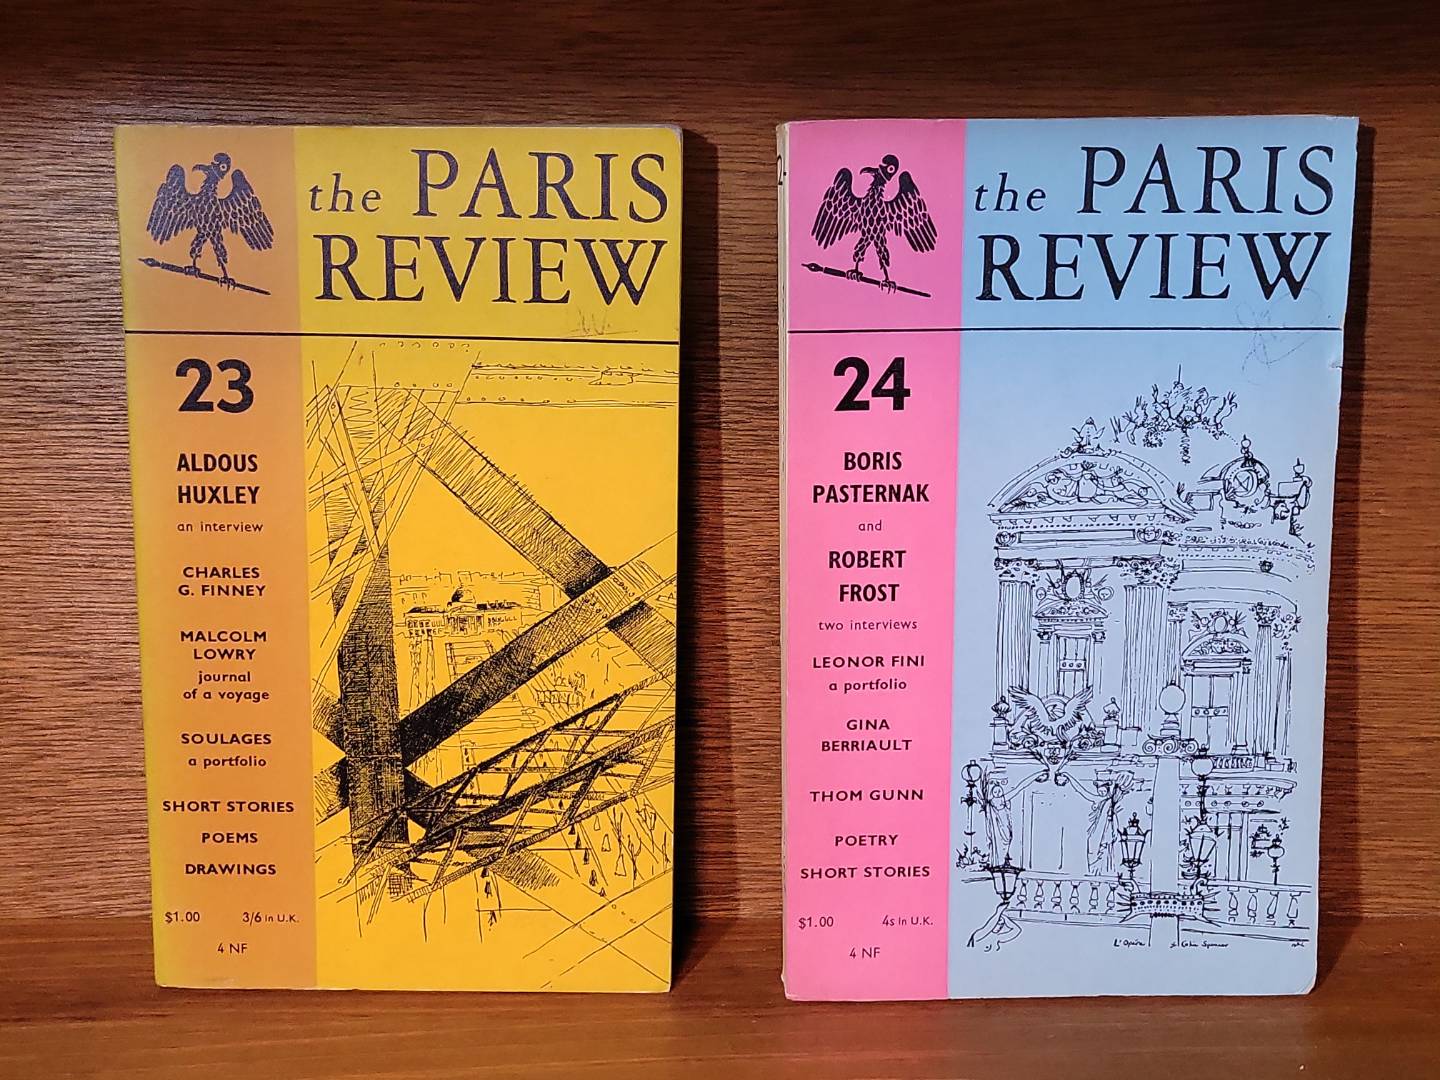 the PARIS
REVIEW
23
ALDOUS
HUXLEY
an interview
CHARLES
G. FINNEY
MALCOLM
LOWRY
journal
of a voyage
SOULAGES
a portfolio
SHORT STORIES
POEMS
DRAWINGS
$1.00 3/6 in U.K.
4 NF
the PARIS
REVIEW
24
BORIS
PASTERNAK
and
ROBERT
FROST
two interviews
LEONOR FINI
a portfolio
GINA
BERRIAULT
THOM GUNN
POETRY
SHORT STORIES
$1.00 4s in U.K.
4 NF
L'Opéra